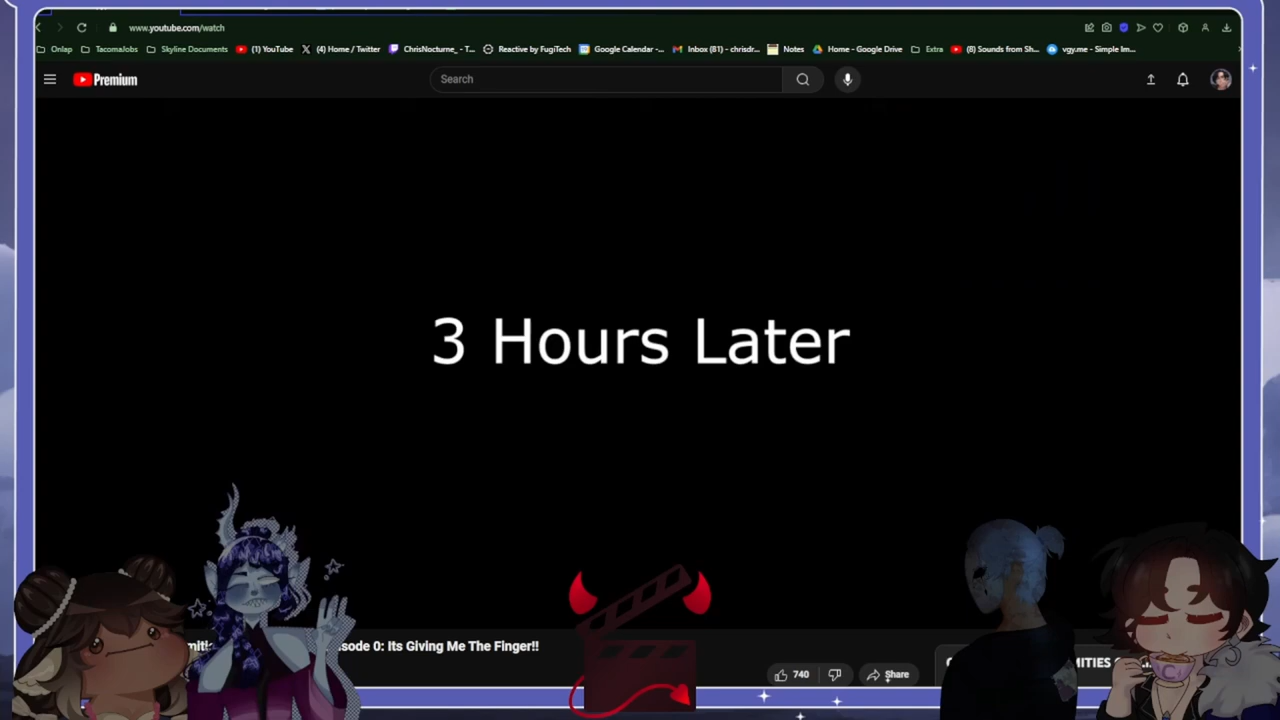 www.youtube.com/watch
Onlap
TacomaJobs
Skyline Documents
(1) YouTube
(4) Home / Twitter
ChrisNocturne_ - T...
Reactive by FugiTech
Google Calendar -...
Inbox (81) - chrisdr...
Notes
Home - Google Drive
Extra
(8) Sounds from Sh...
vgy.me - Simple Im...
Premium
Search
3 Hours Later
isode 0: Its Giving Me The Finger!!
740
Share
MITIES